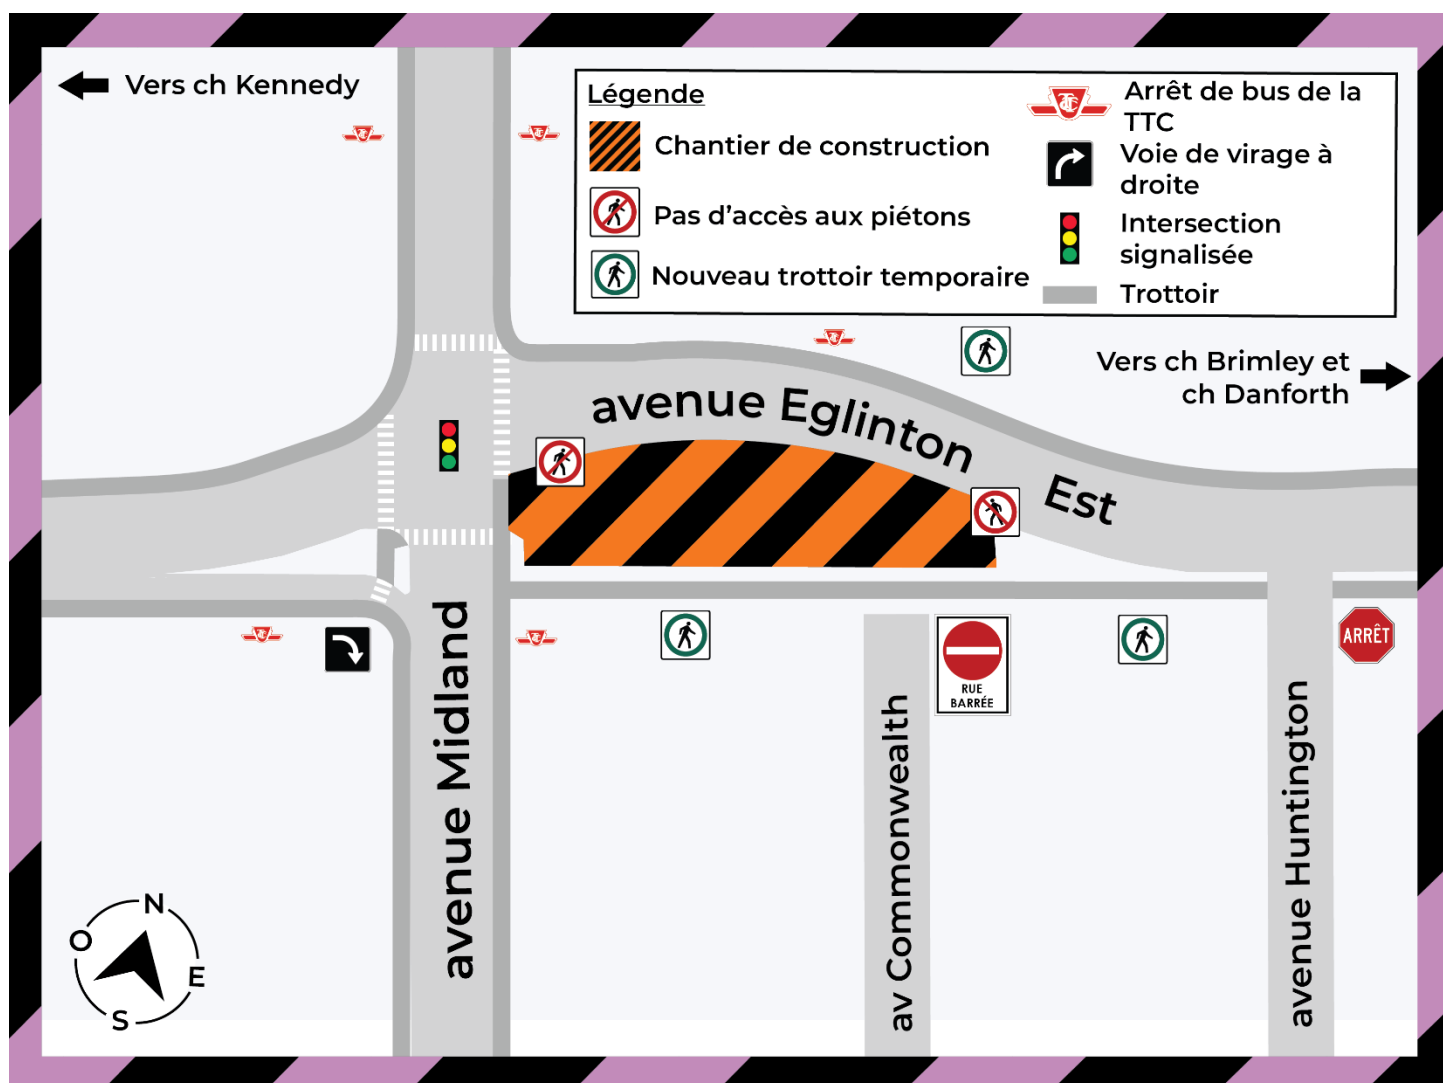 Vers ch Kennedy
Légende
Chantier de construction
Pas d'accès aux piétons
Nouveau trottoir temporaire
Arrêt de bus de la
TTC
Voie de virage à
droite
Intersection
signalisée
Trottoir
Vers ch Brimley et
ch Danforth
avenue Eglinton
Est
avenue Midland
RUE
BARRÉE
ARRÊT
av Commonwealth
avenue Huntington
N
O
E
S